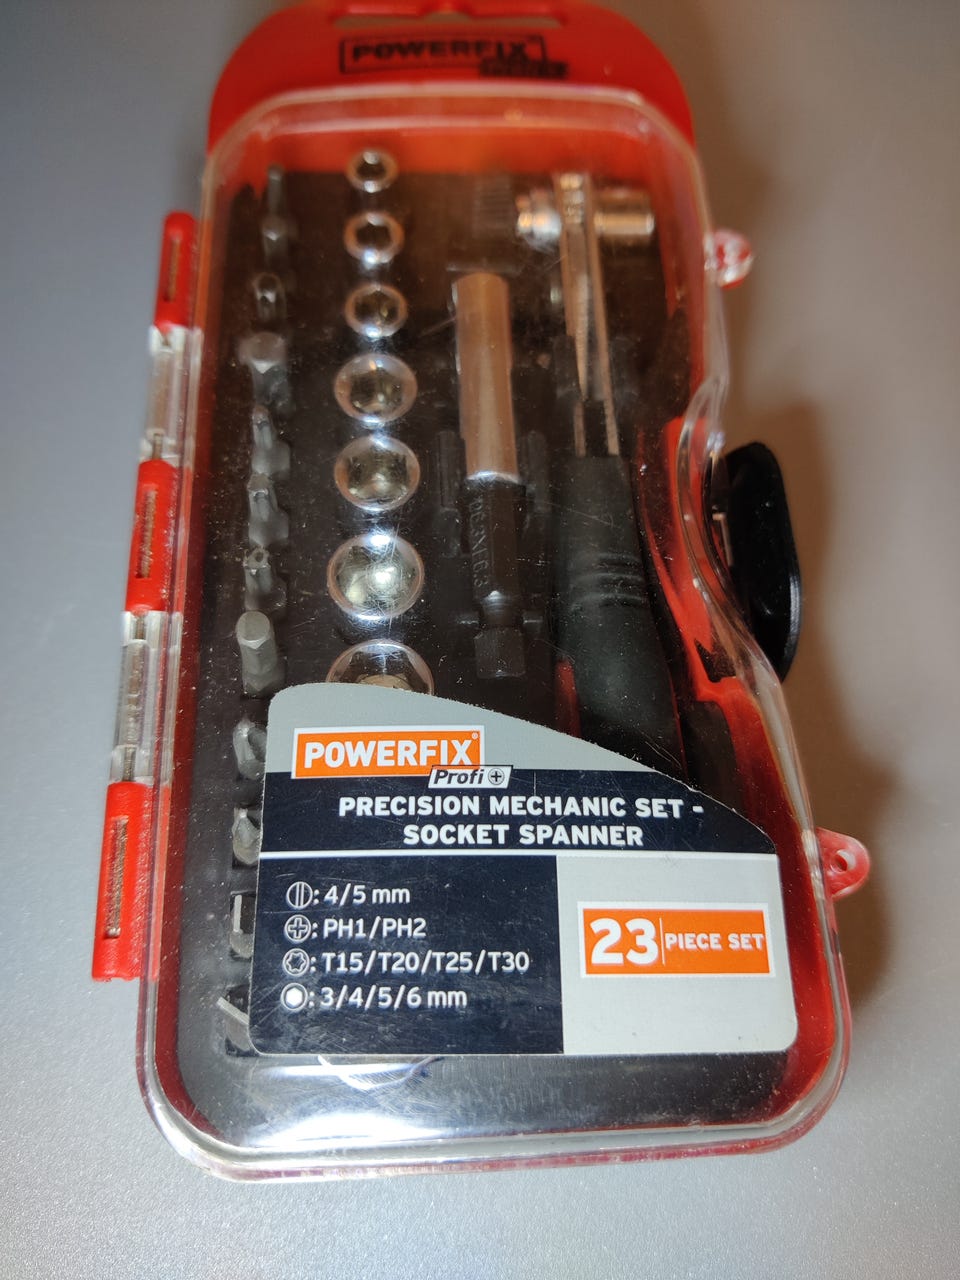 POWERFIX
POWERFIX®
Profi+
PRECISION MECHANIC SET -
SOCKET SPANNER
: 4/5 mm
: PH1/PH2
: T15/T20/T25/T30
: 3/4/5/6 mm
23 PIECE SET